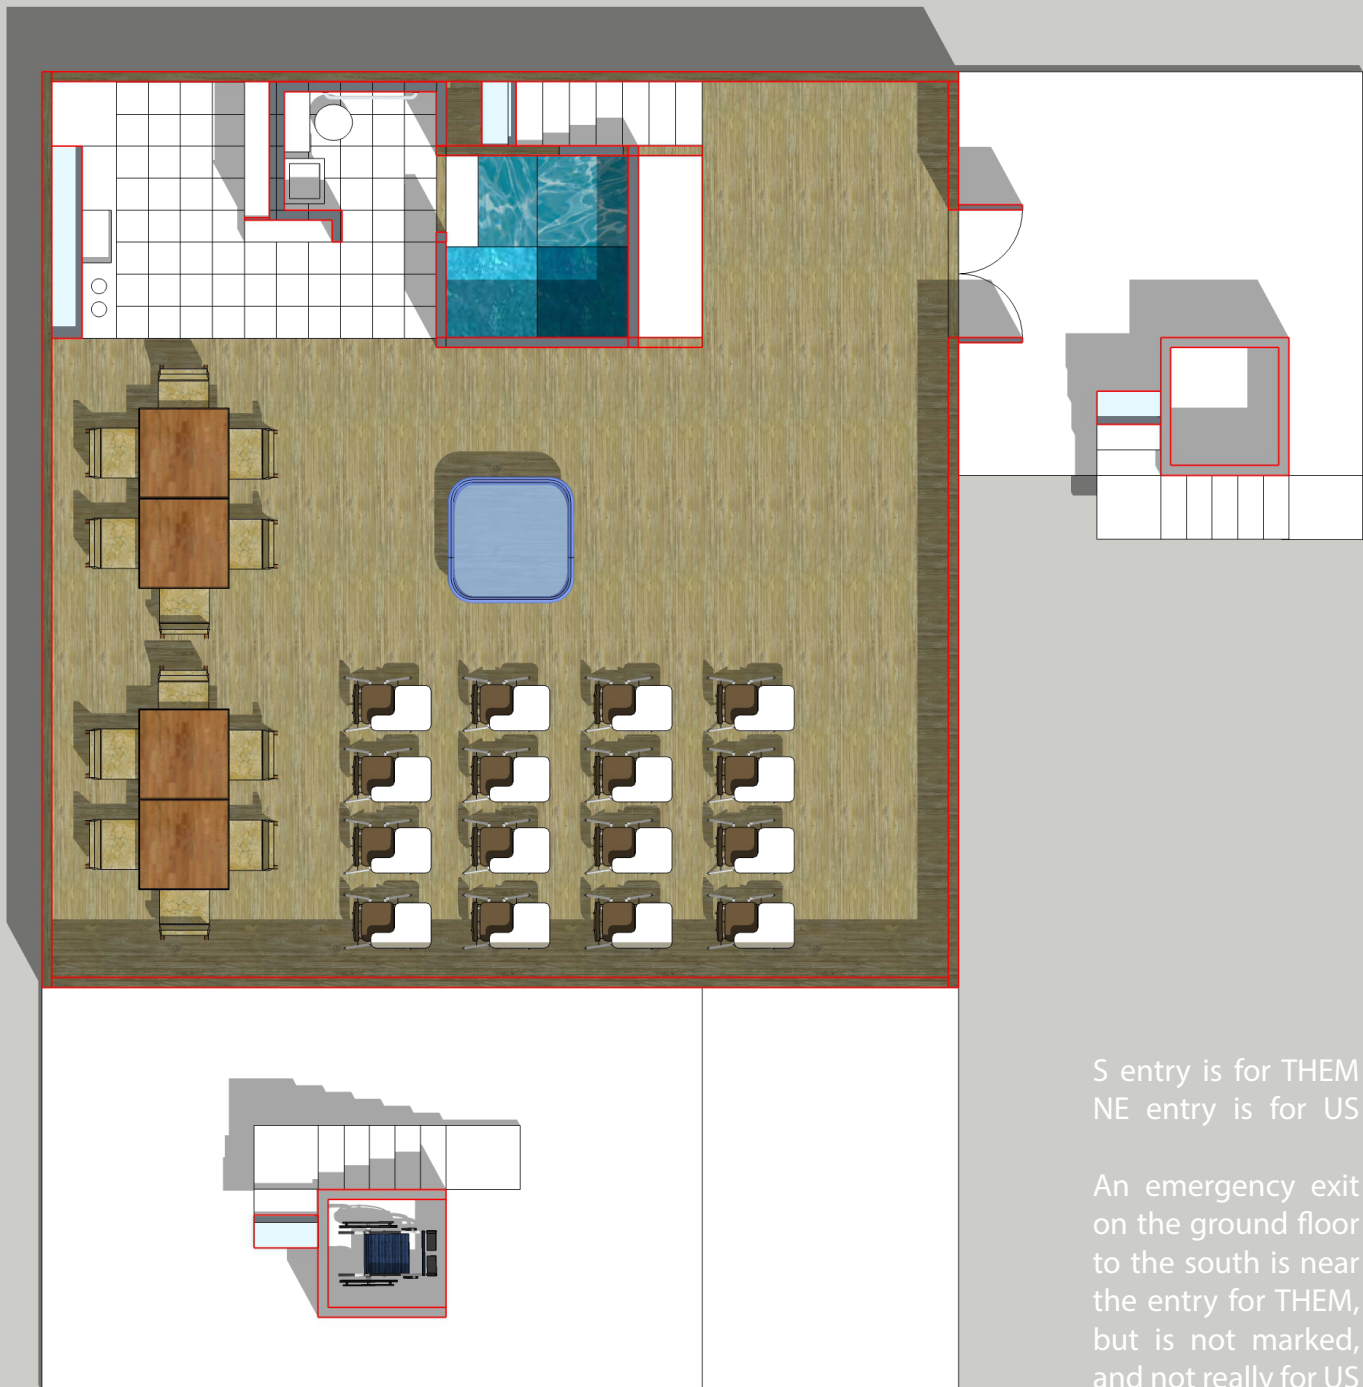 S entry is for THEM
NE entry is for US
An emergency exit
on the ground floor
to the south is near
the entry for THEM,
but is not marked,
and not really for US